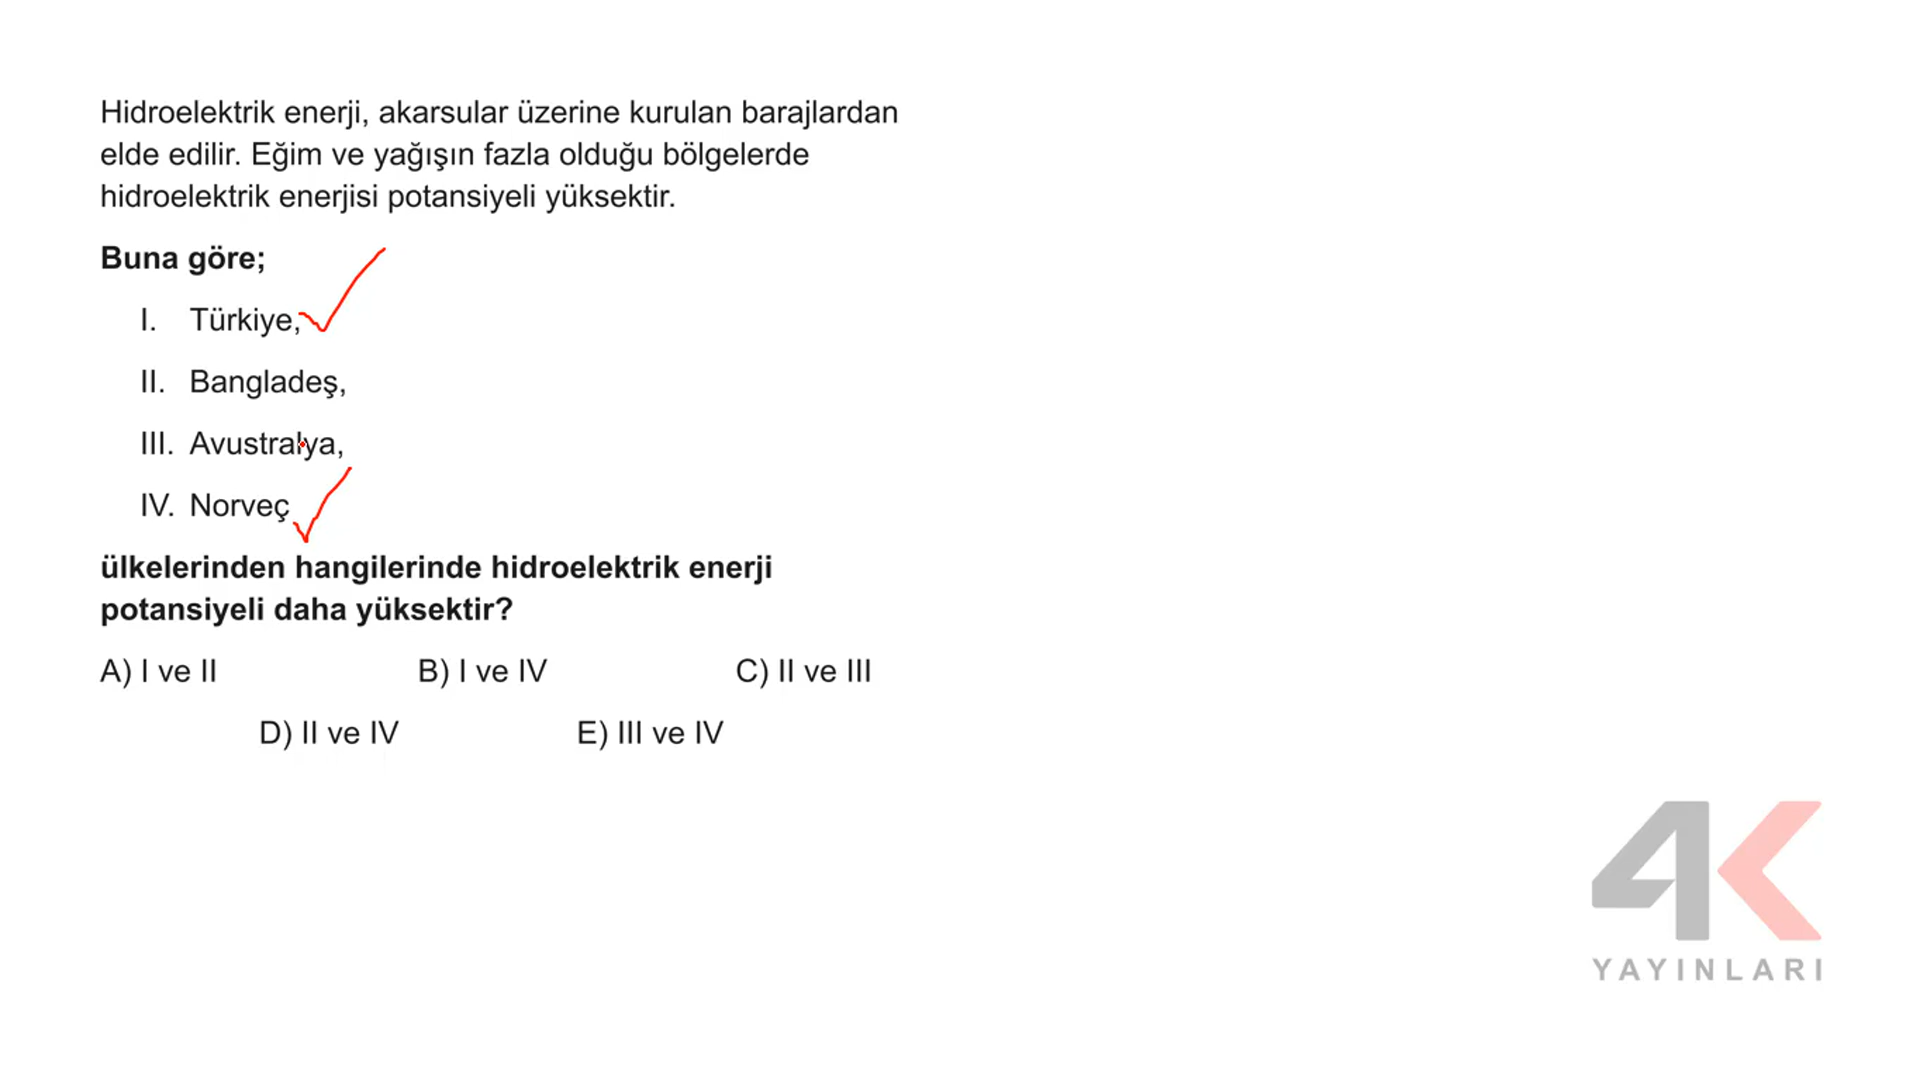 Hidroelektrik enerji, akarsular üzerine kurulan barajlardan
elde edilir. Eğim ve yağışın fazla olduğu bölgelerde
hidroelektrik enerjisi potansiyeli yüksektir.
Buna göre;
I. Türkiye,
II. Bangladeş,
III. Avustralya,
IV. Norveç
ülkelerinden hangilerinde hidroelektrik enerji
potansiyeli daha yüksektir?
A) I ve II B) I ve IV C) II ve III
D) II ve IV E) III ve IV
4K
YAYINLARI